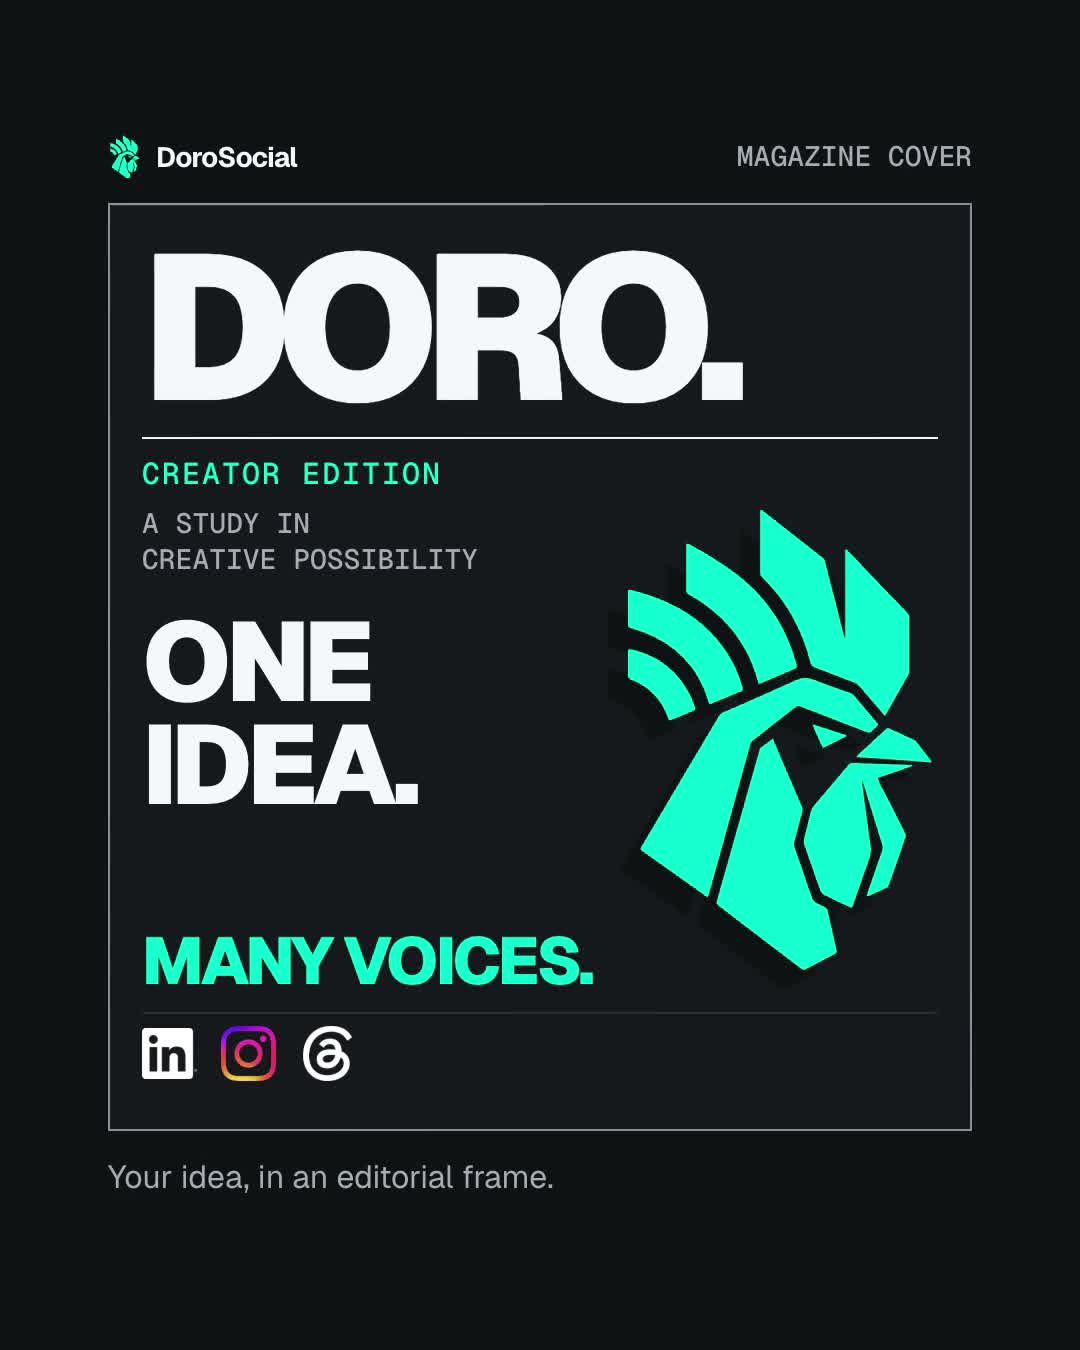 DoroSocial
MAGAZINE COVER
DORO.
CREATOR EDITION
A STUDY IN
CREATIVE POSSIBILITY
ONE
IDEA.
MANY VOICES.
in
Your idea, in an editorial frame.